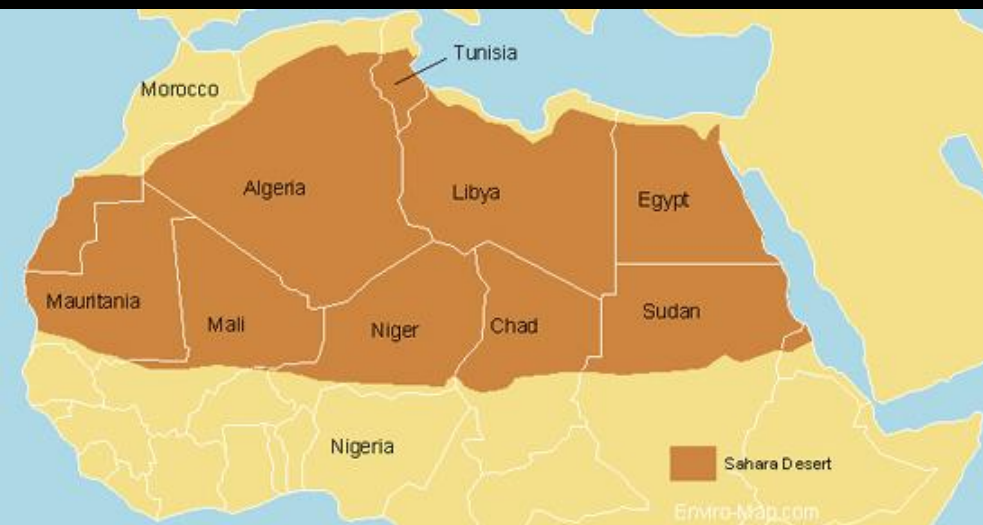 Tunisia
Morocco
Algeria
Libya
Egypt
Mauritania
Mali
Niger
Chad
Sudan
Nigeria
Sahara Desert
Enviro-Map.com